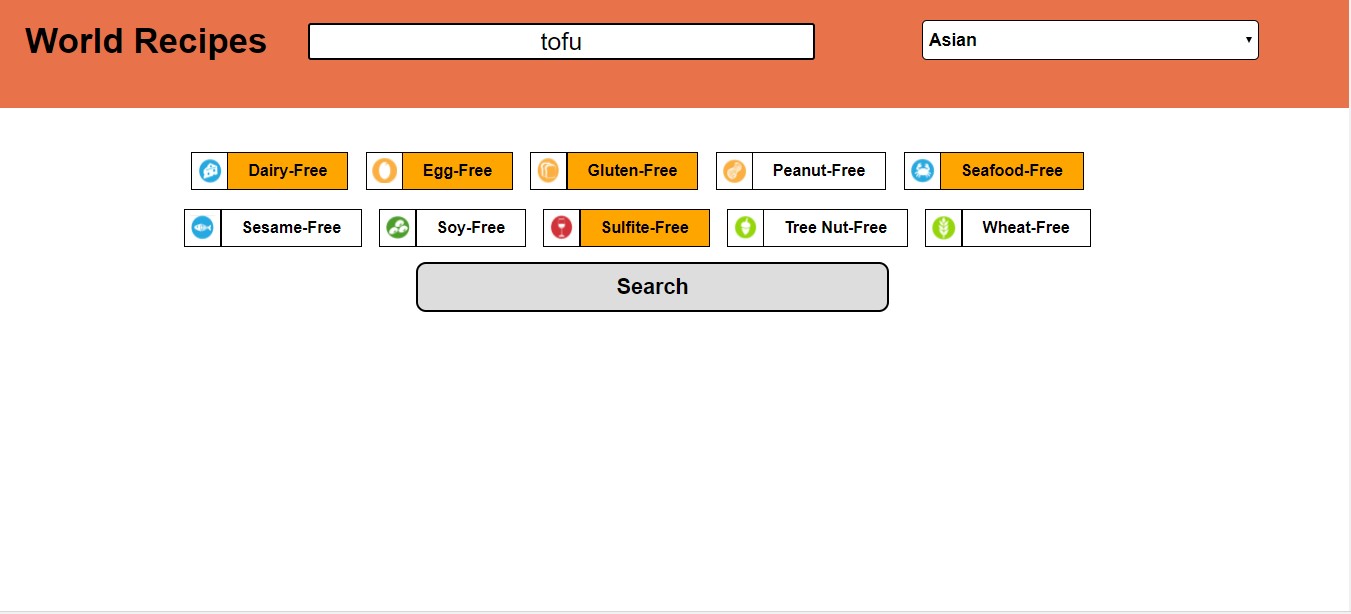 World Recipes tofu Asian
Dairy-Free Egg-Free Gluten-Free Peanut-Free Seafood-Free
Sesame-Free Soy-Free Sulfite-Free Tree Nut-Free Wheat-Free
Search